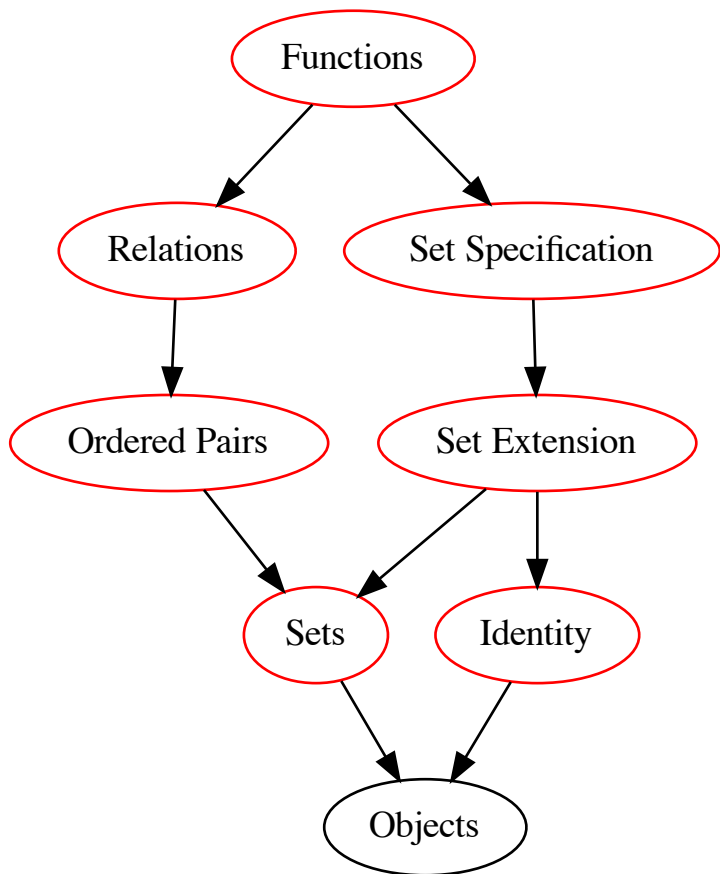 Functions
Relations
Set Specification
Ordered Pairs
Set Extension
Sets
Identity
Objects